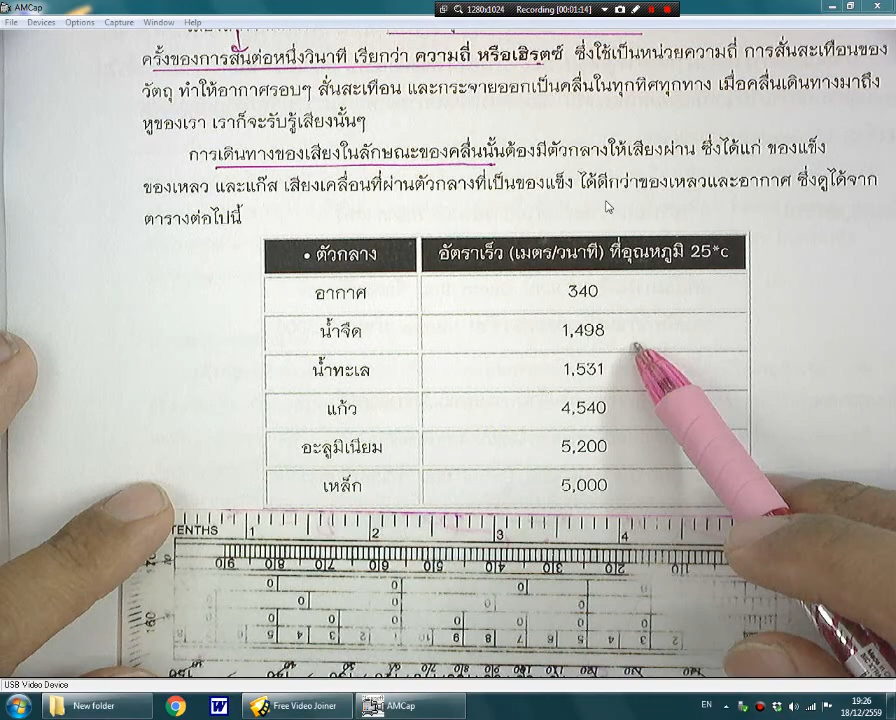 AMCap
1280x1024 Recording [00:01:14]
File Devices Options Capture Window Help
ครั้งของการสั่นต่อหนึ่งวินาที เรียกว่า ความถี่ หรือเฮิรตซ์ ซึ่งใช้เป็นหน่วยความถี่ การสั่นสะเทือนของ
วัตถุ ทำให้อากาศรอบๆ สั่นสะเทือน และกระจายออกเป็นคลื่นในทุกทิศทุกทาง เมื่อคลื่นเดินทางมาถึง
หูของเรา เราก็จะรับรู้เสียงนั้นๆ
การเดินทางของเสียงในลักษณะของคลื่นนั้นต้องมีตัวกลางให้เสียงผ่าน ซึ่งได้แก่ ของแข็ง
ของเหลว และแก๊ส เสียงเคลื่อนที่ผ่านตัวกลางที่เป็นของแข็ง ได้ดีกว่าของเหลวและอากาศ ซึ่งดูได้จาก
ตารางต่อไปนี้
• ตัวกลาง อัตราเร็ว (เมตร/วนาที) ที่อุณหภูมิ 25*c
อากาศ 340
น้ำจืด 1,498
น้ำทะเล 1,531
แก้ว 4,540
อะลูมิเนียม 5,200
เหล็ก 5,000
TENTHS 1 2 3 4
USB Video Device
New folder Free Video Joiner AMCap EN 19:26
18/12/2559